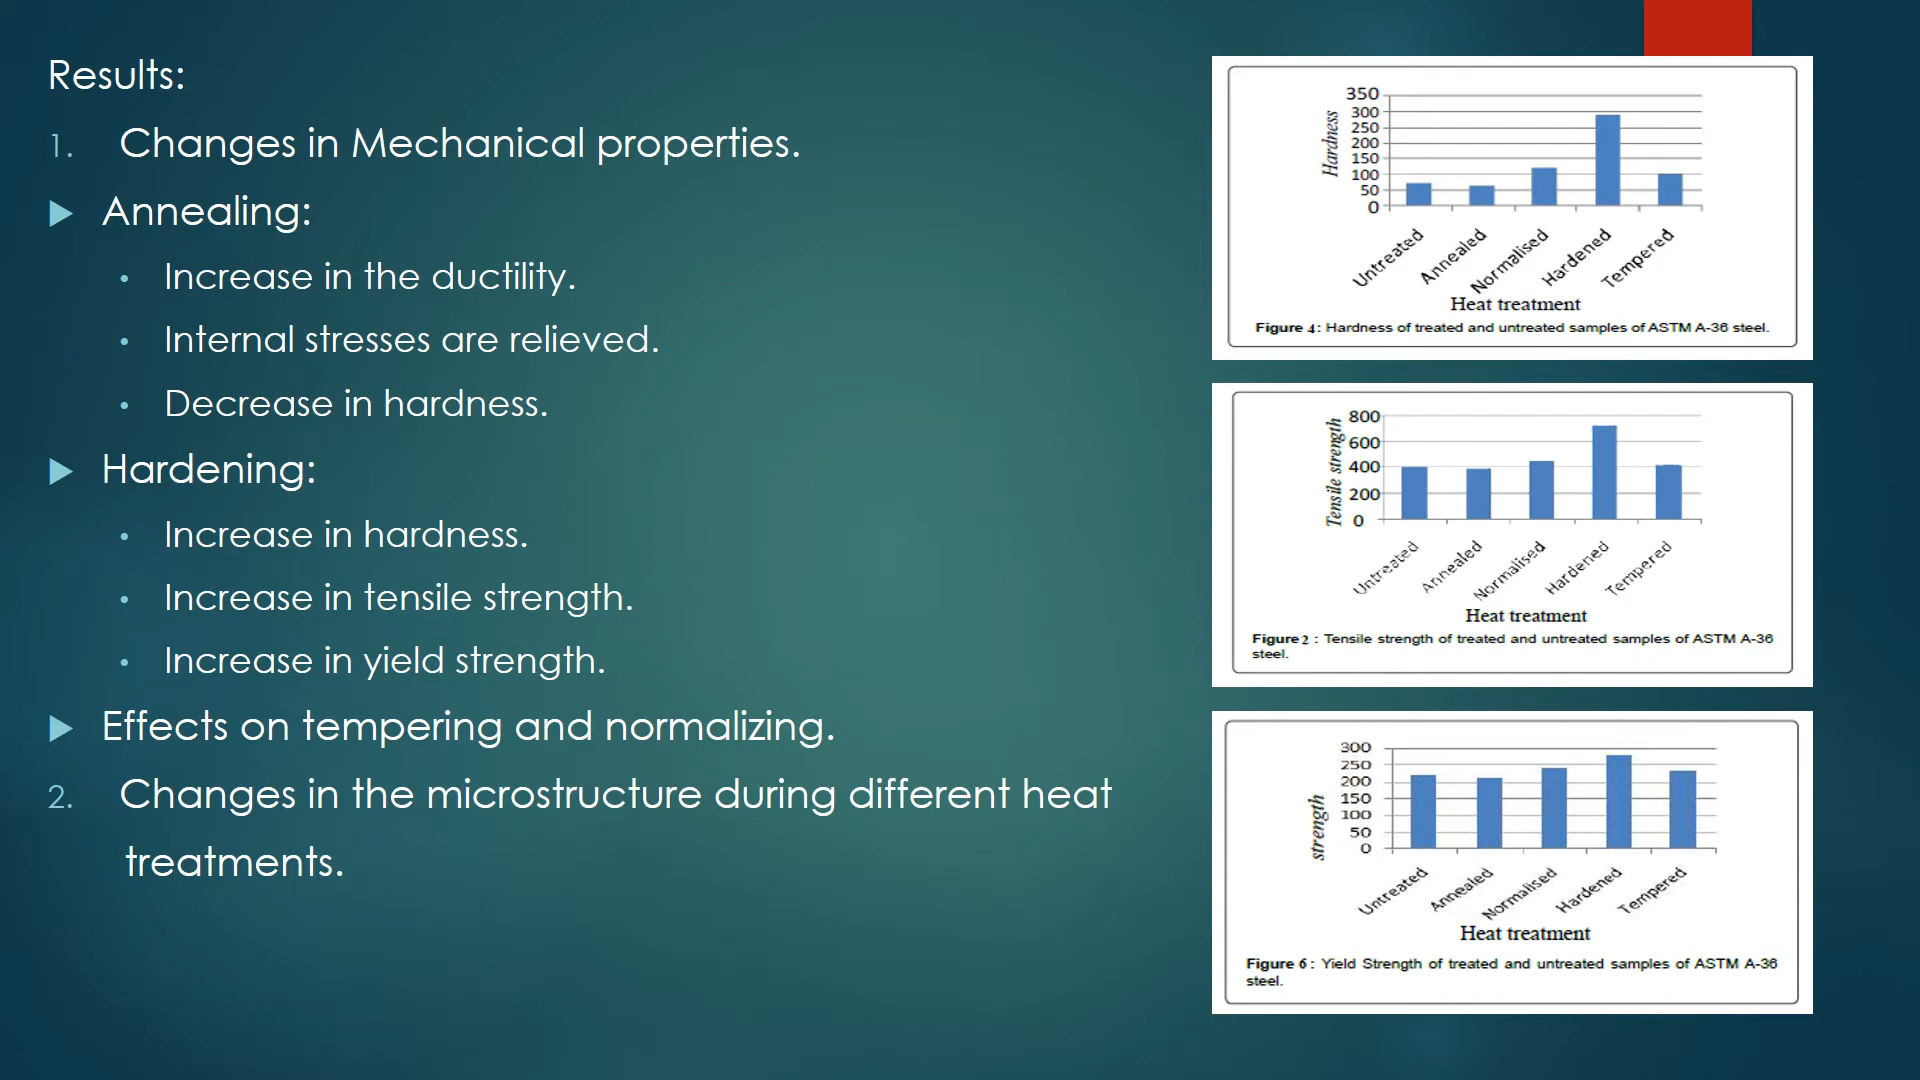 Results:
1. Changes in Mechanical properties.
Annealing:
• Increase in the ductility.
• Internal stresses are relieved.
• Decrease in hardness.
Hardening:
• Increase in hardness.
• Increase in tensile strength.
• Increase in yield strength.
Effects on tempering and normalizing.
2. Changes in the microstructure during different heat
treatments.
Hardness
350
300
250
200
150
100
50
0
Untreated
Annealed
Normalised
Hardened
Tempered
Heat treatment
Figure 4: Hardness of treated and untreated samples of ASTM A-36 steel.
Tensile strength
800
600
400
200
0
Untreated
Annealed
Normalised
Hardened
Tempered
Heat treatment
Figure 2 : Tensile strength of treated and untreated samples of ASTM A-36
steel.
strength
300
250
200
150
100
50
0
Untreated
Annealed
Normalised
Hardened
Tempered
Heat treatment
Figure 6 : Yield Strength of treated and untreated samples of ASTM A-36
steel.